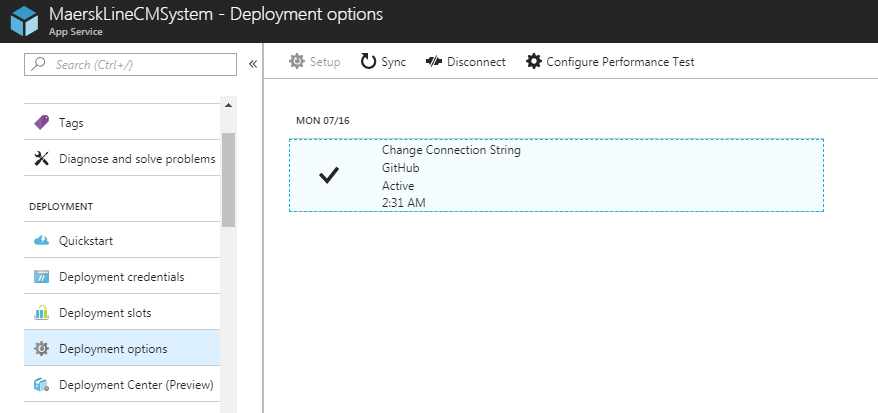 MaerskLineCMSystem - Deployment options
App Service
Search (Ctrl+/)
«
Setup
Sync
Disconnect
Configure Performance Test
Tags
Diagnose and solve problems
DEPLOYMENT
Quickstart
Deployment credentials
Deployment slots
Deployment options
Deployment Center (Preview)
MON 07/16
Change Connection String
GitHub
Active
2:31 AM